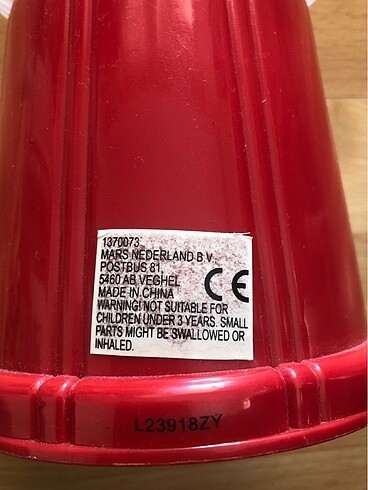 1370073
MARS NEDERLAND B.V.
POSTBUS 81,
5460 AB VEGHEL
MADE IN CHINA
CE
WARNING! NOT SUITABLE FOR
CHILDREN UNDER 3 YEARS. SMALL
PARTS MIGHT BE SWALLOWED OR
INHALED.
L23918ZY